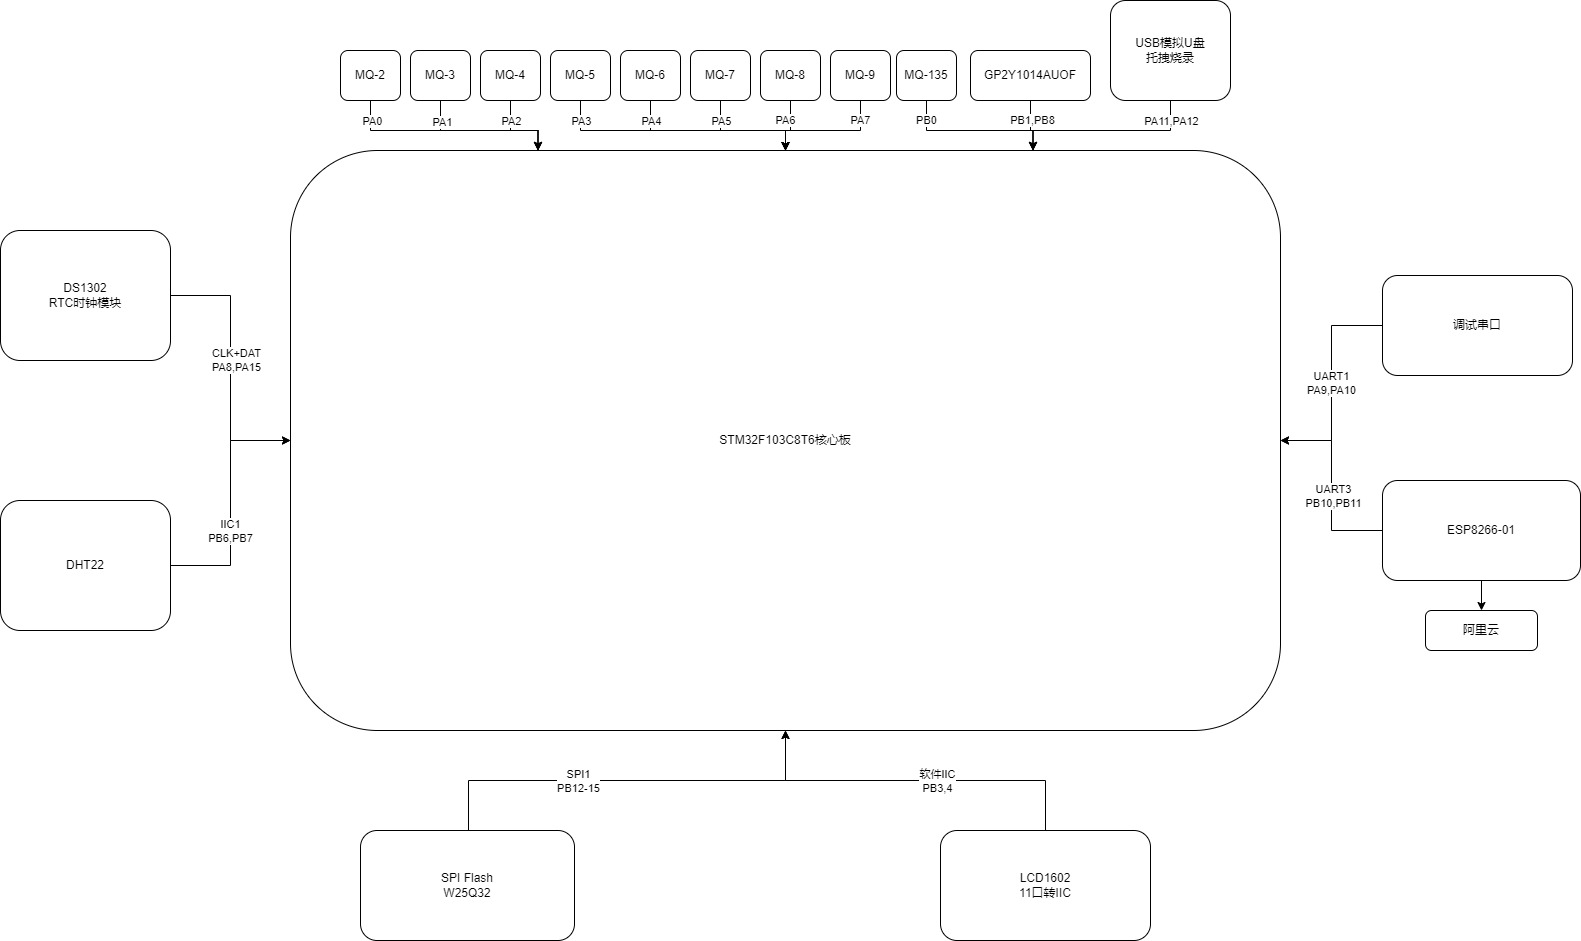 USB模拟U盘
托拽烧录
MQ-2
MQ-3
MQ-4
MQ-5
MQ-6
MQ-7
MQ-8
MQ-9
MQ-135
GP2Y1014AUOF
PA0
PA1
PA2
PA3
PA4
PA5
PA6
PA7
PB0
PB1,PB8
PA11,PA12
DS1302
RTC时钟模块
CLK+DAT
PA8,PA15
IIC1
PB6,PB7
DHT22
STM32F103C8T6核心板
调试串口
UART1
PA9,PA10
UART3
PB10,PB11
ESP8266-01
阿里云
SPI1
PB12-15
软件IIC
PB3,4
SPI Flash
W25Q32
LCD1602
11口转IIC